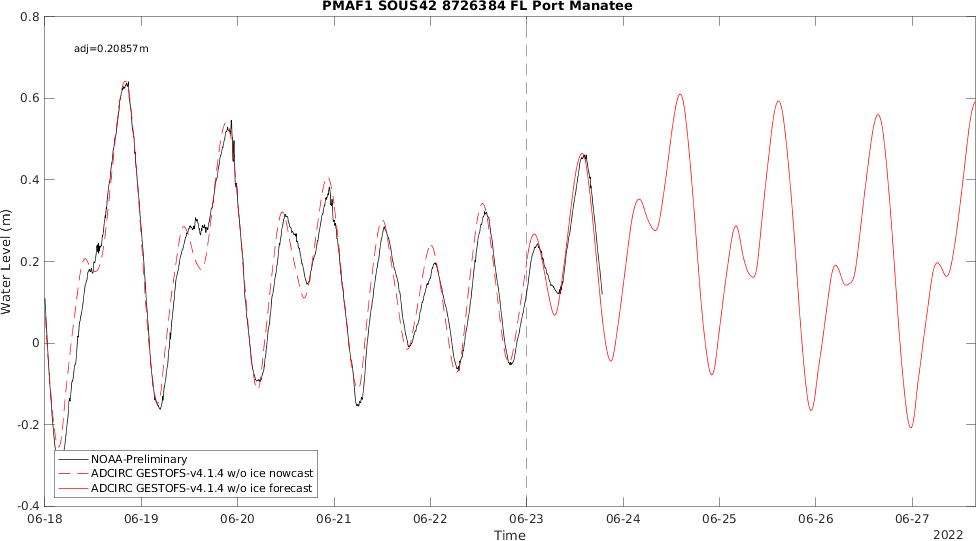 PMAF1 SOUS42 8726384 FL Port Manatee
0.8
adj=0.20857m
0.6
0.4
0.2
0
-0.2
-0.4
Water Level (m)
NOAA-Preliminary
ADCIRC GESTOFS-v4.1.4 w/o ice nowcast
ADCIRC GESTOFS-v4.1.4 w/o ice forecast
06-18 06-19 06-20 06-21 06-22 06-23 06-24 06-25 06-26 06-27
Time
2022